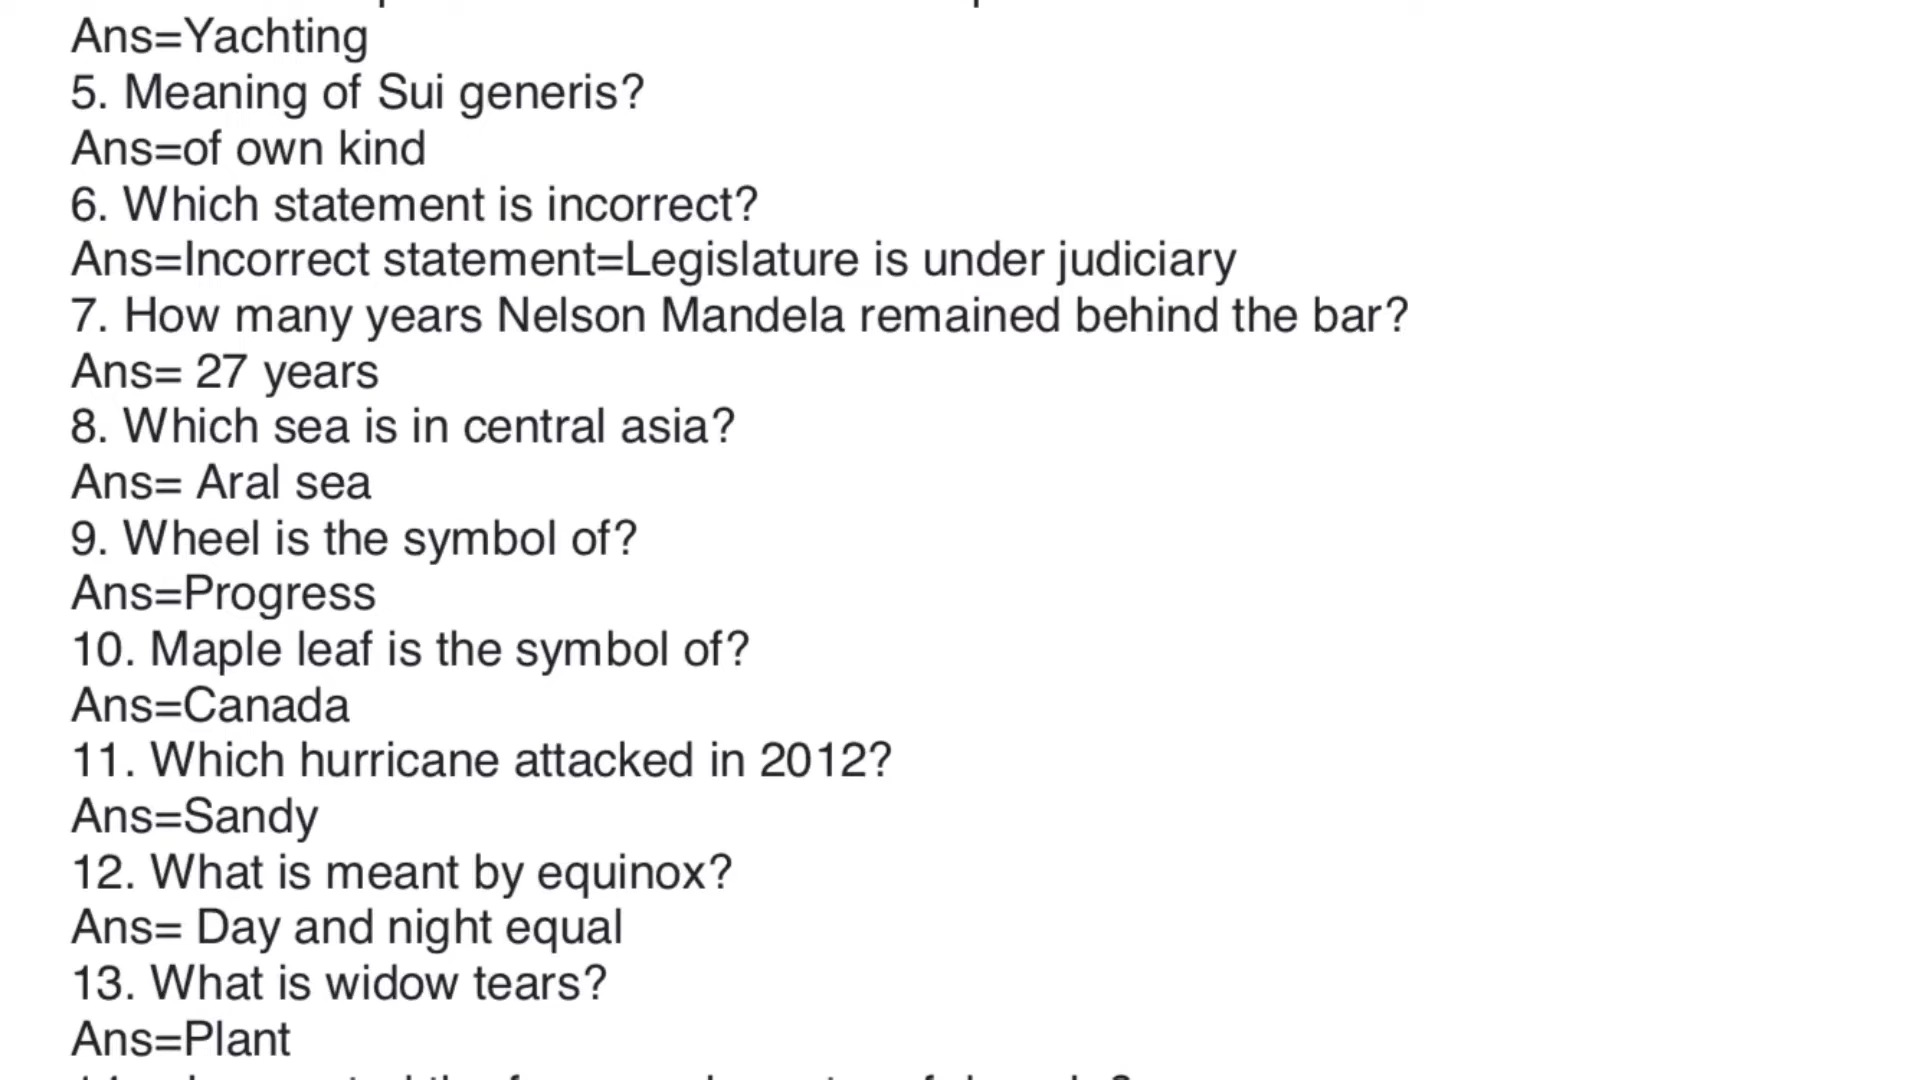 Ans=Yachting
5. Meaning of Sui generis?
Ans=of own kind
6. Which statement is incorrect?
Ans=Incorrect statement=Legislature is under judiciary
7. How many years Nelson Mandela remained behind the bar?
Ans= 27 years
8. Which sea is in central asia?
Ans= Aral sea
9. Wheel is the symbol of?
Ans=Progress
10. Maple leaf is the symbol of?
Ans=Canada
11. Which hurricane attacked in 2012?
Ans=Sandy
12. What is meant by equinox?
Ans= Day and night equal
13. What is widow tears?
Ans=Plant